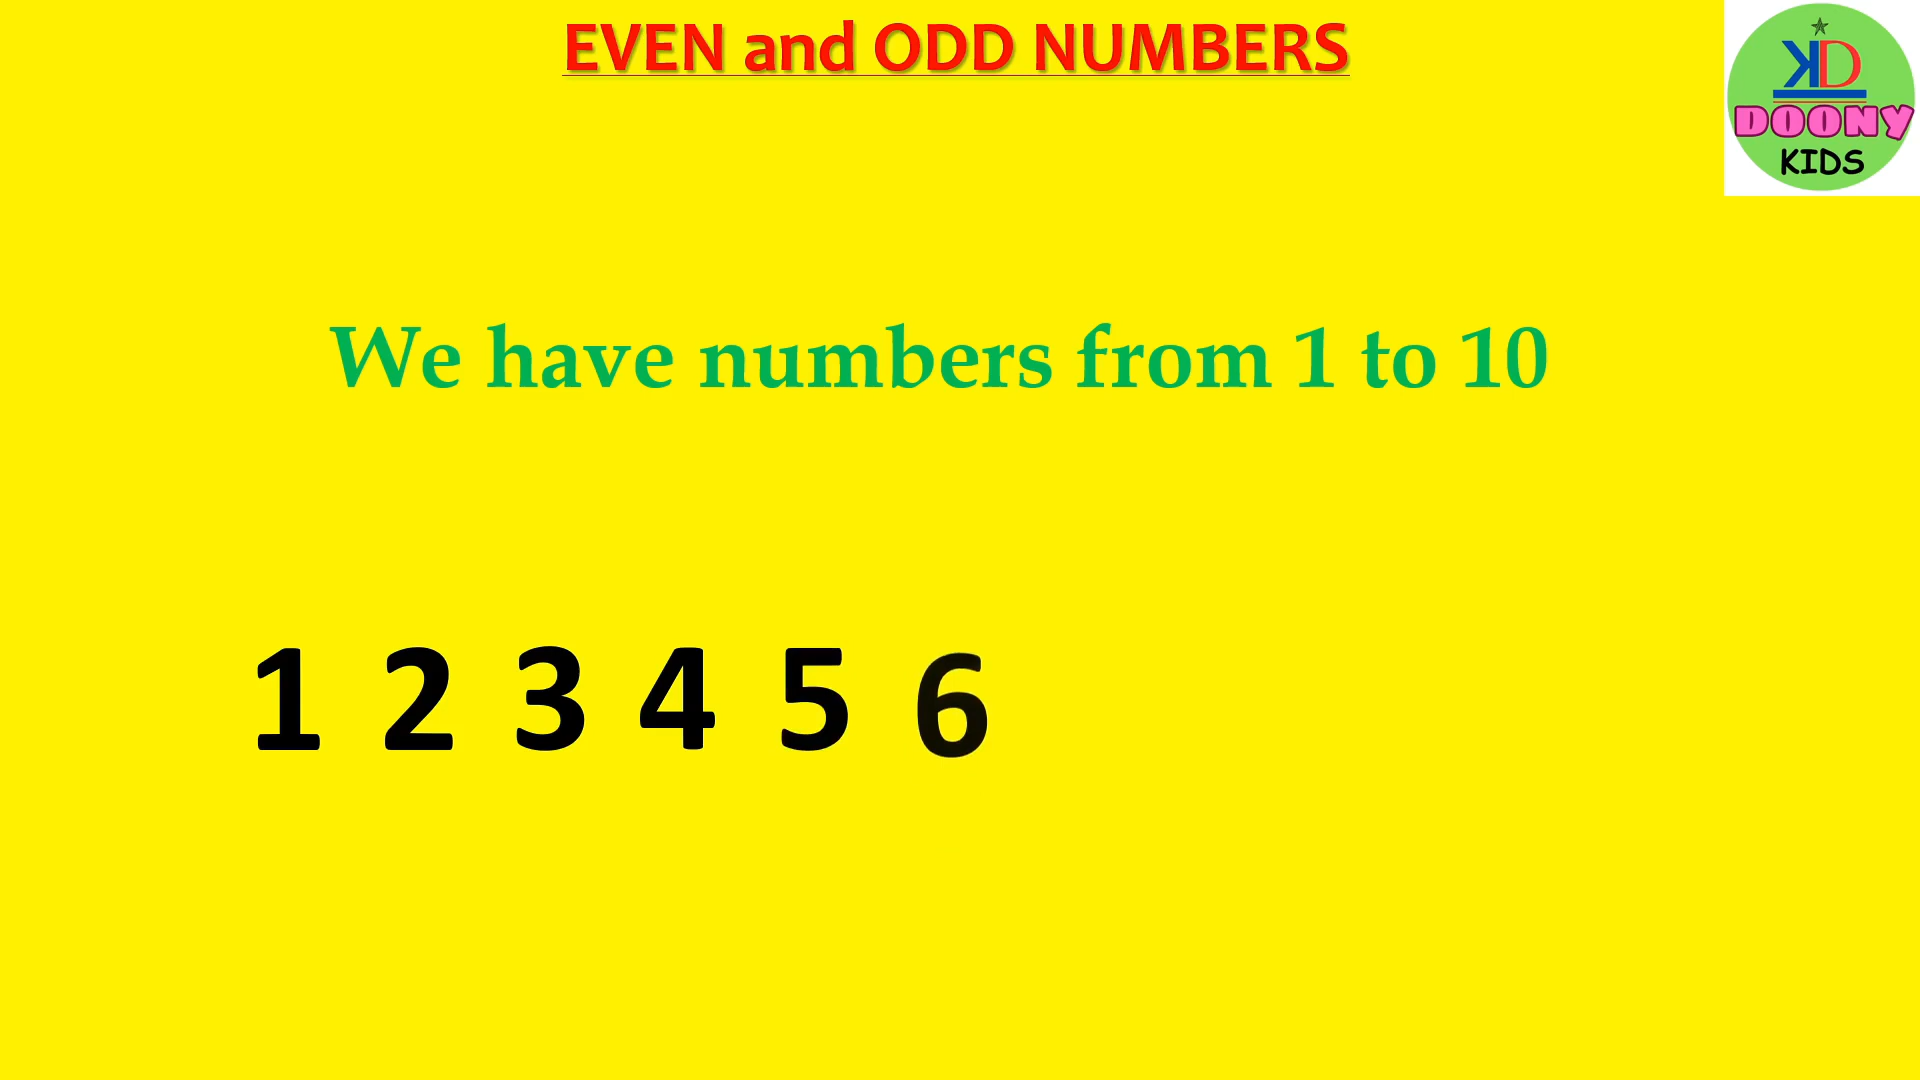 EVEN and ODD NUMBERS
KD
DOONY
KIDS
We have numbers from 1 to 10
1 2 3 4 5 6